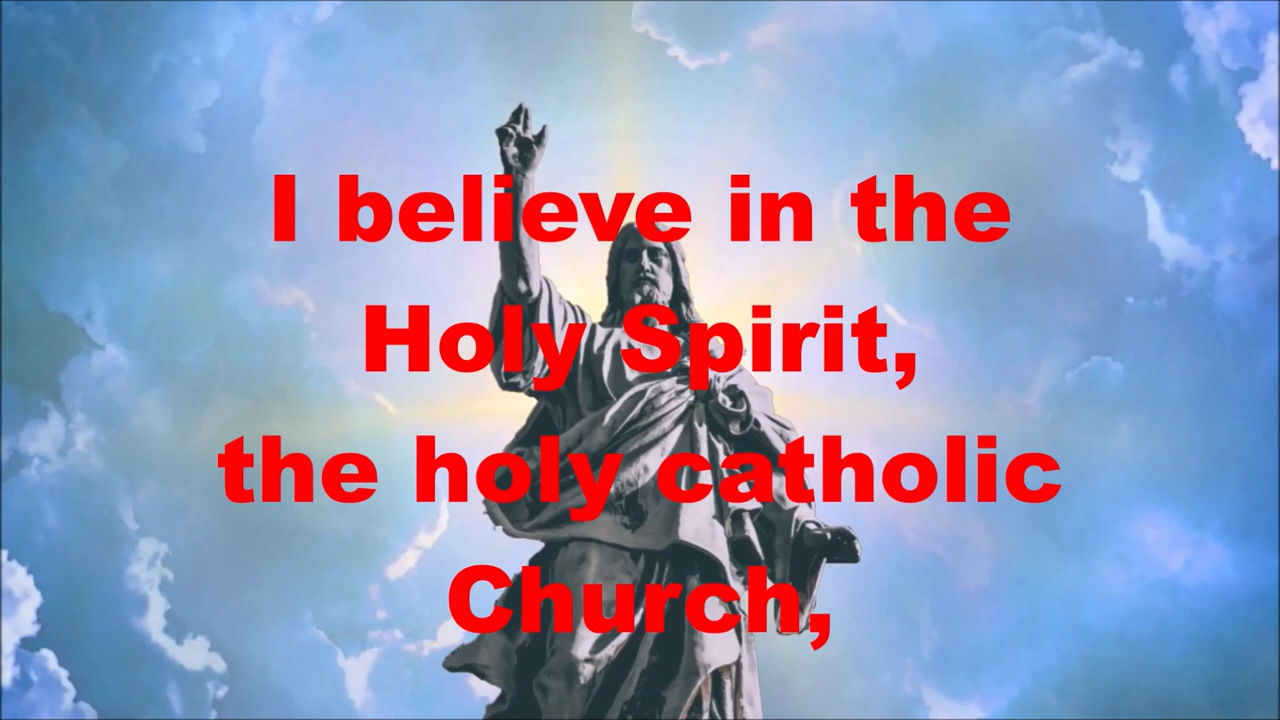 I believe in the
Holy Spirit,
the holy catholic
Church,